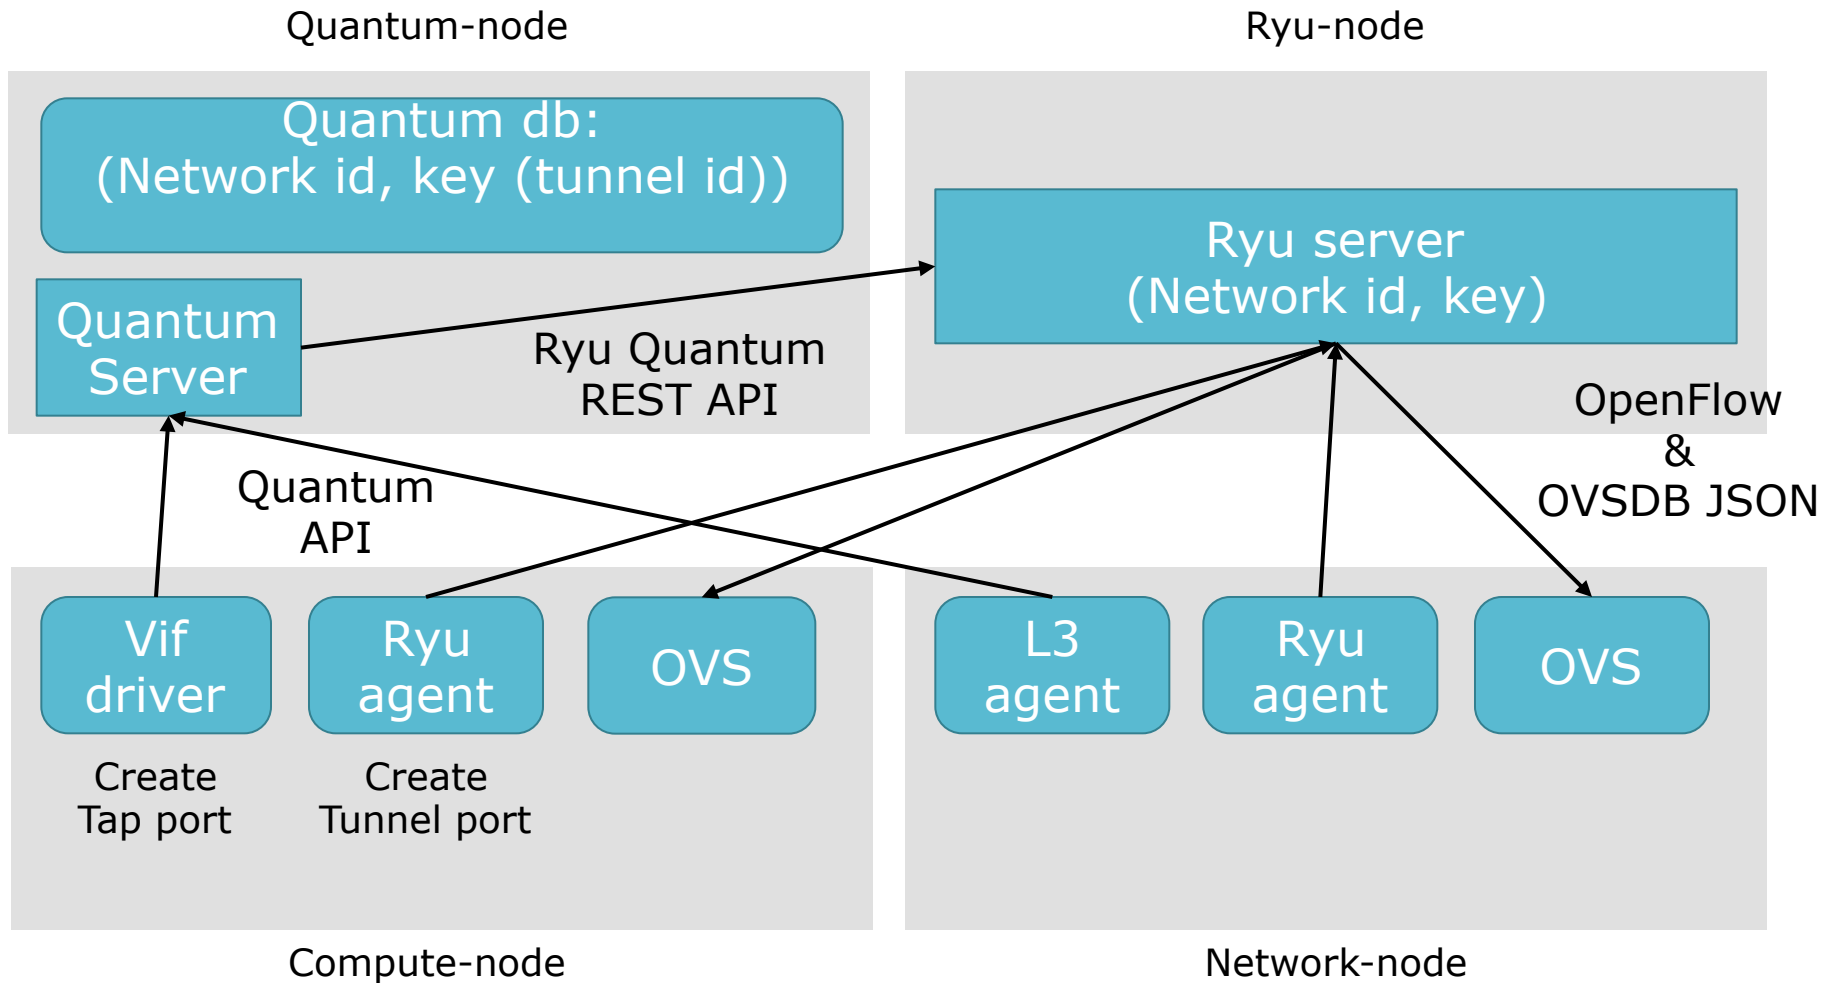 Quantum-node
Ryu-node
Quantum db:
(Network id, key (tunnel id))
Ryu server
(Network id, key)
Quantum
Server
Ryu Quantum
REST API
OpenFlow
&
OVSDB JSON
Quantum
API
Vif
driver
Ryu
agent
OVS
L3
agent
Ryu
agent
OVS
Create
Tap port
Create
Tunnel port
Compute-node
Network-node